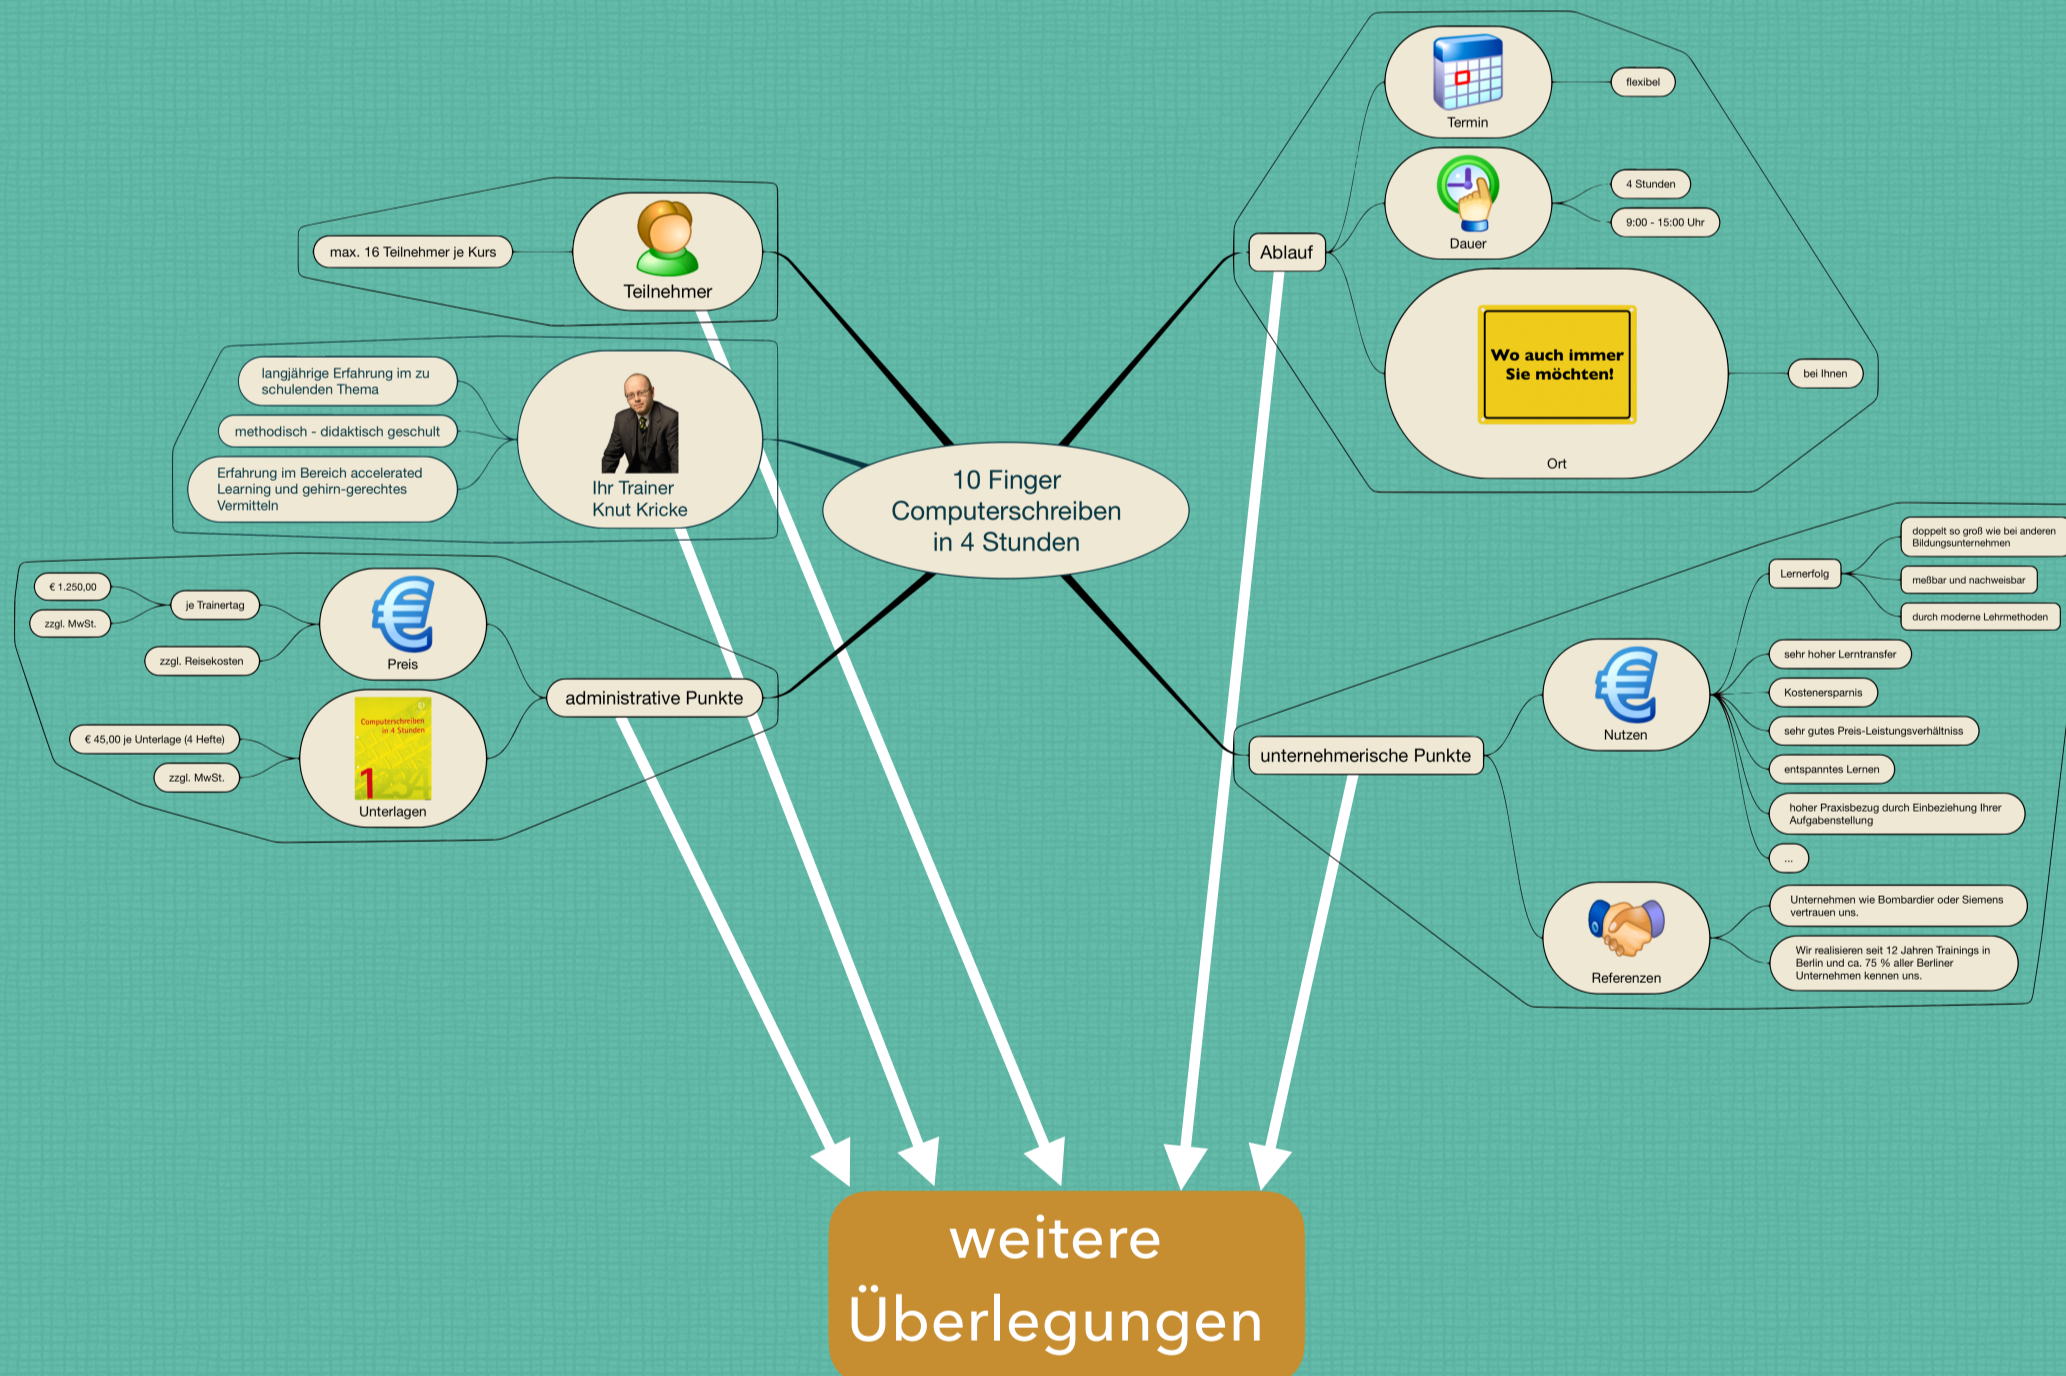 max. 16 Teilnehmer je Kurs
Teilnehmer
langjährige Erfahrung im zu
schulenden Thema
methodisch - didaktisch geschult
Erfahrung im Bereich accelerated
Learning und gehirn-gerechtes
Vermitteln
Ihr Trainer
Knut Kricke
€ 1.250,00
zzgl. MwSt.
je Trainertag
zzgl. Reisekosten
Preis
administrative Punkte
€ 45,00 je Unterlage (4 Hefte)
zzgl. MwSt.
Computerschreiben
in 4 Stunden
1234
Unterlagen
10 Finger
Computerschreiben
in 4 Stunden
Ablauf
Termin
flexibel
Dauer
4 Stunden
9:00 - 15:00 Uhr
Wo auch immer
Sie möchten!
Ort
bei Ihnen
unternehmerische Punkte
Nutzen
Lernerfolg
doppelt so groß wie bei anderen
Bildungsunternehmen
meßbar und nachweisbar
durch moderne Lehrmethoden
sehr hoher Lerntransfer
Kostenersparnis
sehr gutes Preis-Leistungsverhältniss
entspanntes Lernen
hoher Praxisbezug durch Einbeziehung Ihrer
Aufgabenstellung
...
Referenzen
Unternehmen wie Bombardier oder Siemens
vertrauen uns.
Wir realisieren seit 12 Jahren Trainings in
Berlin und ca. 75 % aller Berliner
Unternehmen kennen uns.
weitere
Überlegungen